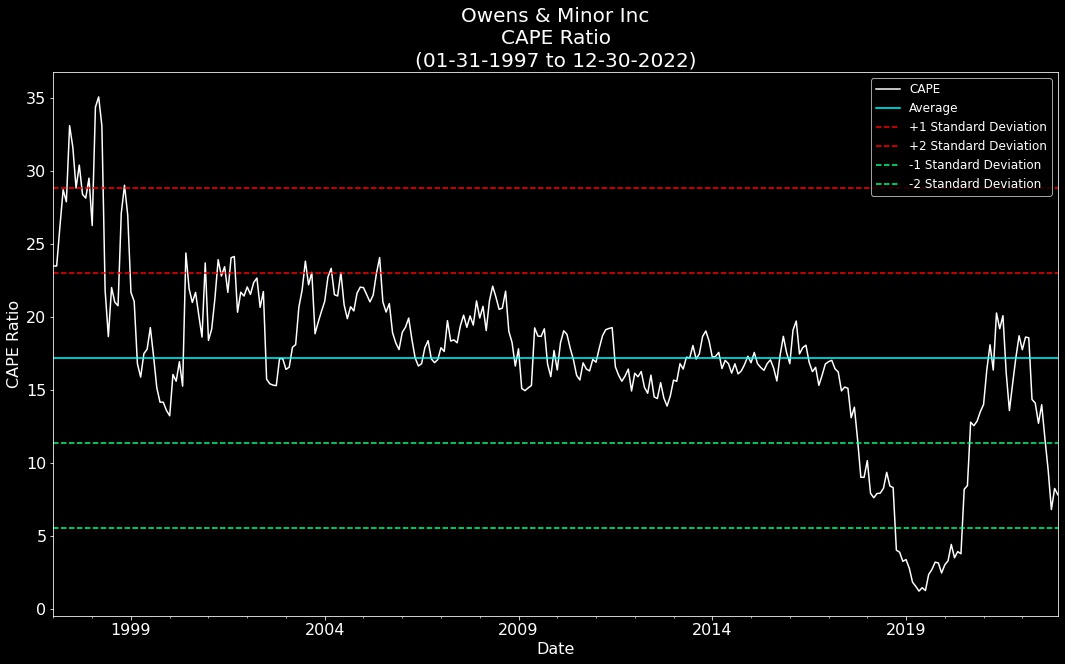 Owens & Minor Inc
CAPE Ratio
(01-31-1997 to 12-30-2022)
CAPE
Average
+1 Standard Deviation
+2 Standard Deviation
-1 Standard Deviation
-2 Standard Deviation
CAPE Ratio
35
30
25
20
15
10
5
0
1999 2004 2009 2014 2019
Date